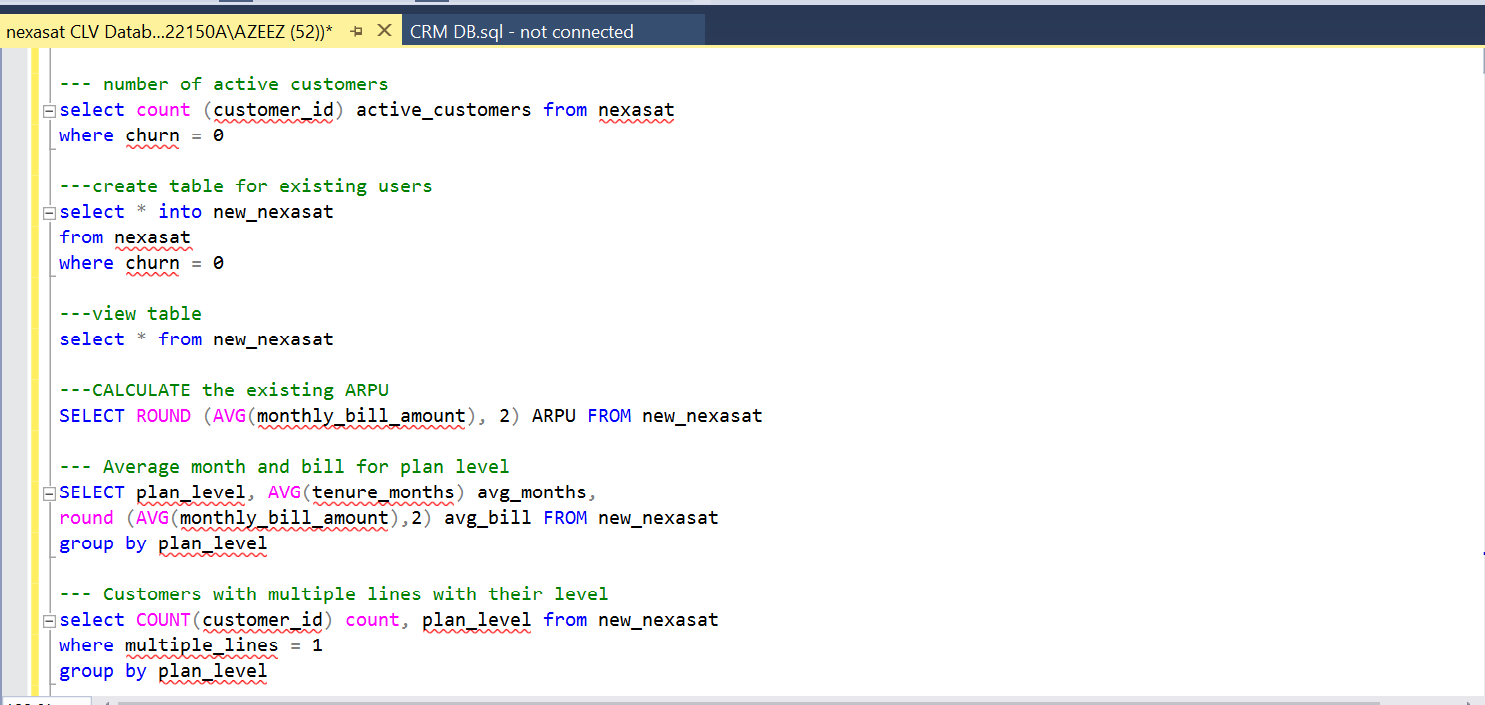 nexasat CLV Datab...22150A\AZEEZ (52))* CRM DB.sql - not connected
--- number of active customers
select count (customer_id) active_customers from nexasat
where churn = 0
---create table for existing users
select * into new_nexasat
from nexasat
where churn = 0
---view table
select * from new_nexasat
---CALCULATE the existing ARPU
SELECT ROUND (AVG(monthly_bill_amount), 2) ARPU FROM new_nexasat
--- Average month and bill for plan level
SELECT plan_level, AVG(tenure_months) avg_months,
round (AVG(monthly_bill_amount),2) avg_bill FROM new_nexasat
group by plan_level
--- Customers with multiple lines with their level
select COUNT(customer_id) count, plan_level from new_nexasat
where multiple_lines = 1
group by plan_level